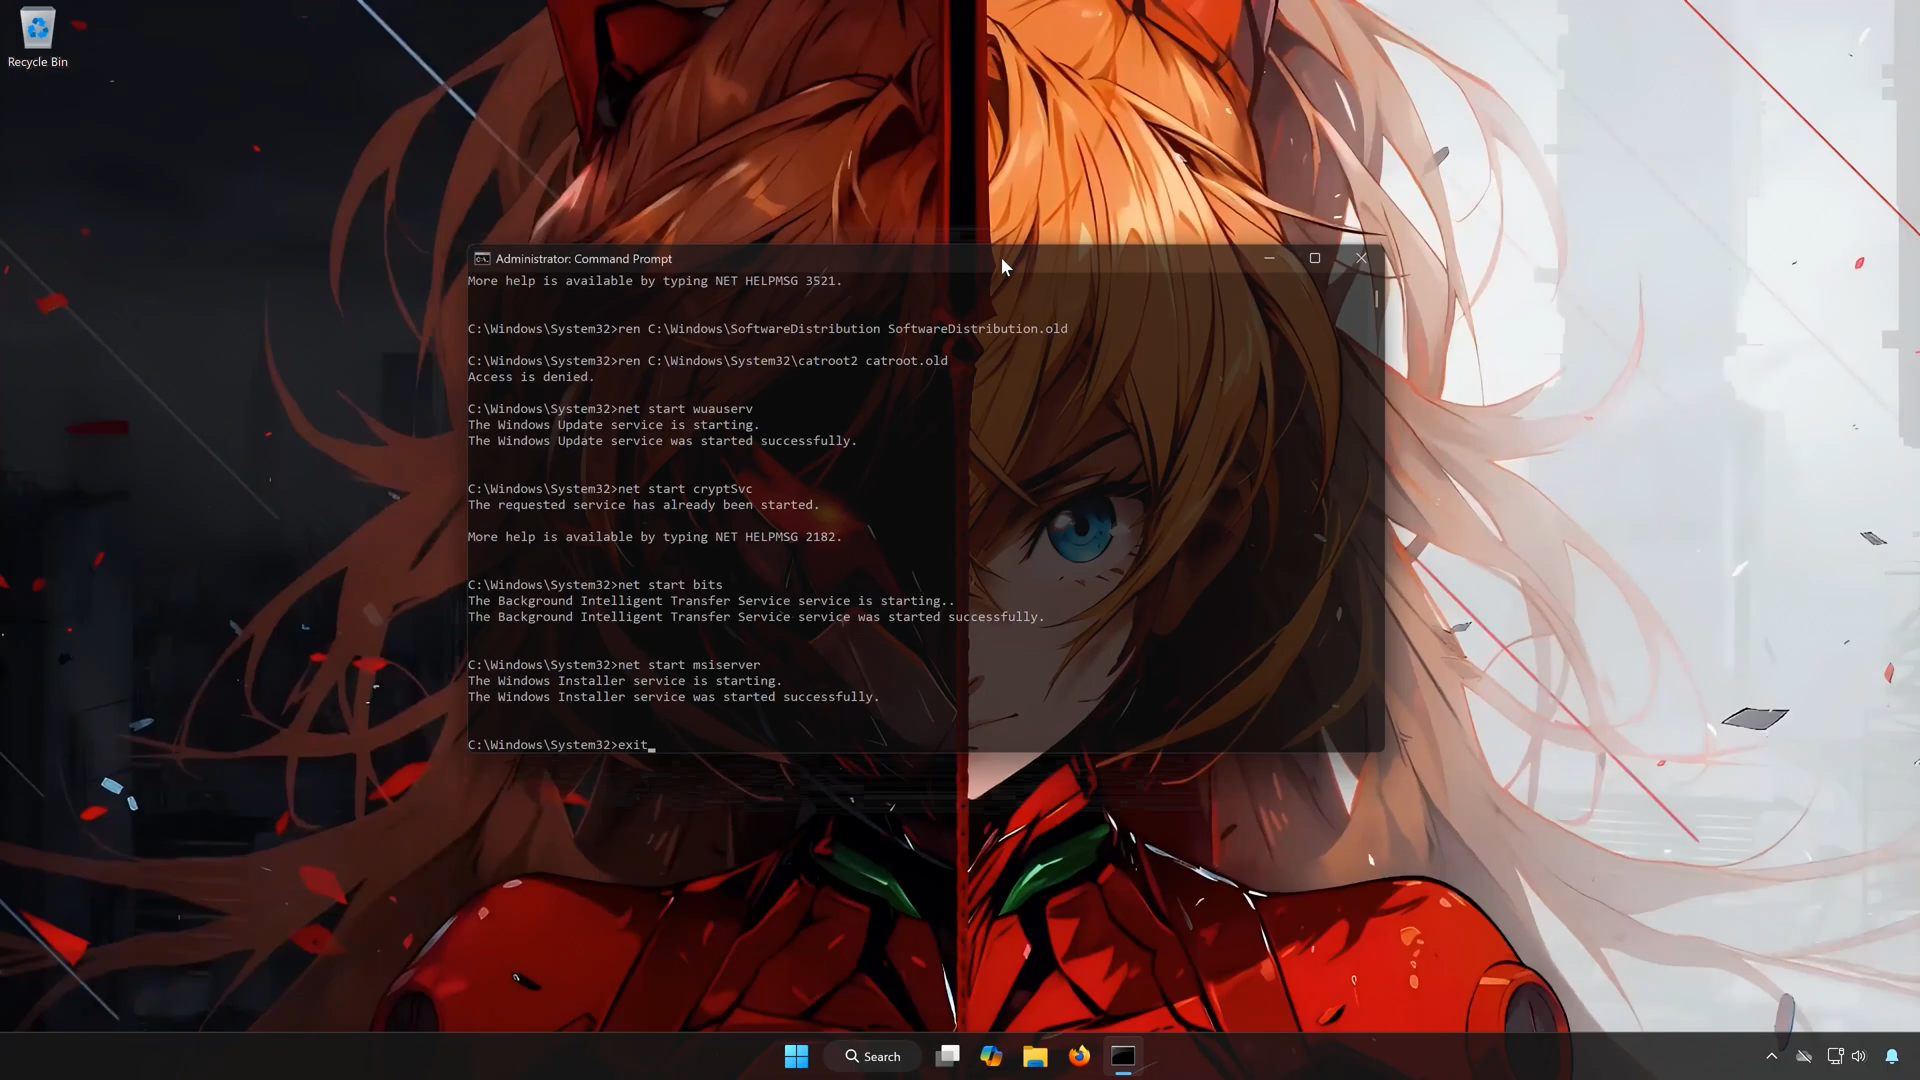 Recycle Bin
Administrator: Command Prompt
More help is available by typing NET HELPMSG 3521.
C:\Windows\System32>ren C:\Windows\SoftwareDistribution SoftwareDistribution.old
C:\Windows\System32>ren C:\Windows\System32\catroot2 catroot.old
Access is denied.
C:\Windows\System32>net start wuauserv
The Windows Update service is starting.
The Windows Update service was started successfully.
C:\Windows\System32>net start cryptSvc
The requested service has already been started.
More help is available by typing NET HELPMSG 2182.
C:\Windows\System32>net start bits
The Background Intelligent Transfer Service service is starting..
The Background Intelligent Transfer Service service was started successfully.
C:\Windows\System32>net start msiserver
The Windows Installer service is starting.
The Windows Installer service was started successfully.
C:\Windows\System32>exit
Search